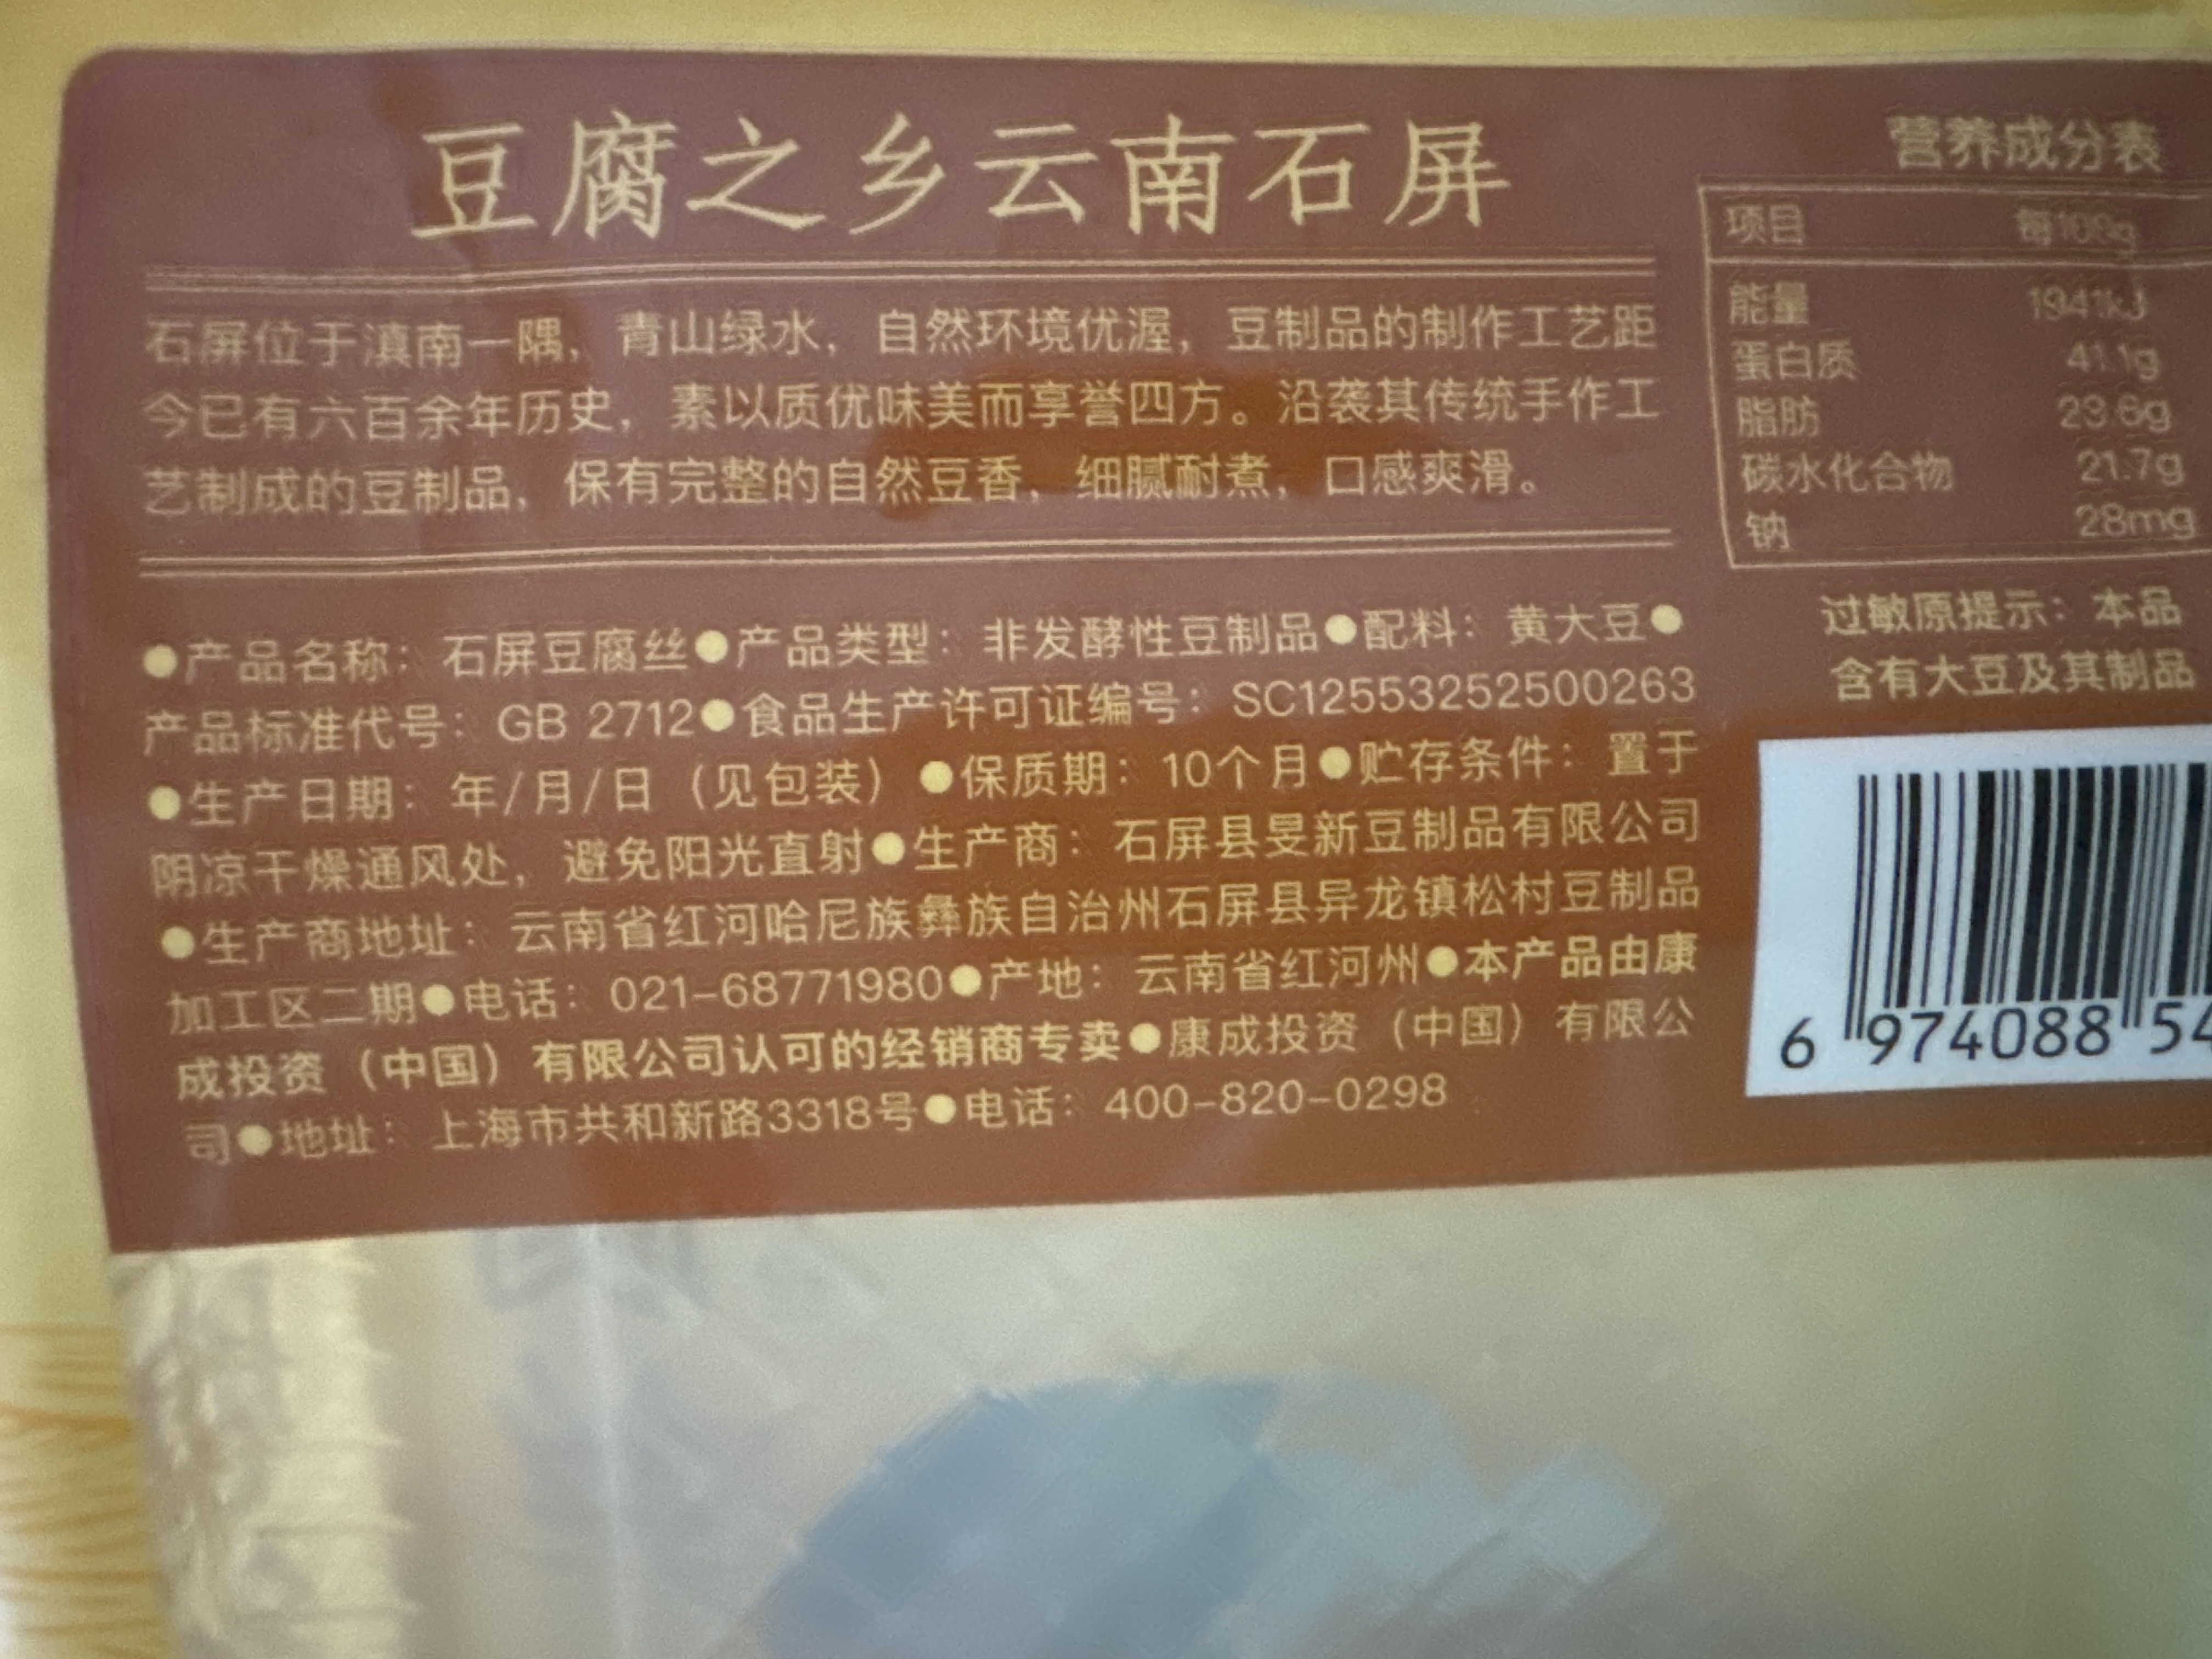 豆腐之乡云南石屏
石屏位于滇南一隅，青山绿水，自然环境优渥，豆制品的制作工艺距
今已有六百余年历史，素以质优味美而享誉四方。沿袭其传统手作工
艺制成的豆制品，保有完整的自然豆香，细腻耐煮，口感爽滑。
●产品名称：石屏豆腐丝●产品类型：非发酵性豆制品●配料：黄大豆●
产品标准代号：GB 2712●食品生产许可证编号：SC12553252500263
●生产日期：年/月/日（见包装）●保质期：10个月●贮存条件：置于
阴凉干燥通风处，避免阳光直射●生产商：石屏县旻新豆制品有限公司
●生产商地址：云南省红河哈尼族彝族自治州石屏县异龙镇松村豆制品
加工区二期●电话：021-68771980●产地：云南省红河州●本产品由康
成投资（中国）有限公司认可的经销商专卖●康成投资（中国）有限公
司●地址：上海市共和新路3318号●电话：400-820-0298
营养成分表
项目 每100g
能量 1941kJ
蛋白质 41.1g
脂肪 23.6g
碳水化合物 21.7g
钠 28mg
过敏原提示：本品
含有大豆及其制品
6 974088 54